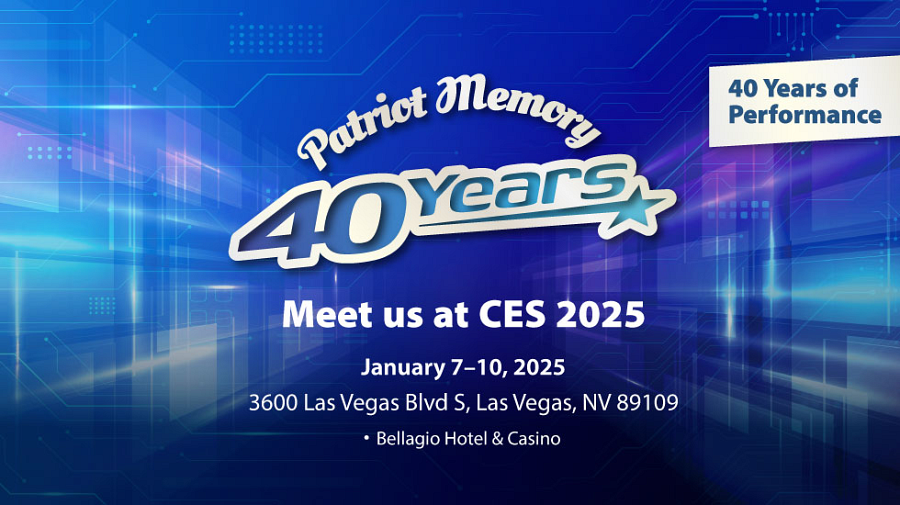 Patriot Memory
40 Years
40 Years of
Performance
Meet us at CES 2025
January 7–10, 2025
3600 Las Vegas Blvd S, Las Vegas, NV 89109
• Bellagio Hotel & Casino